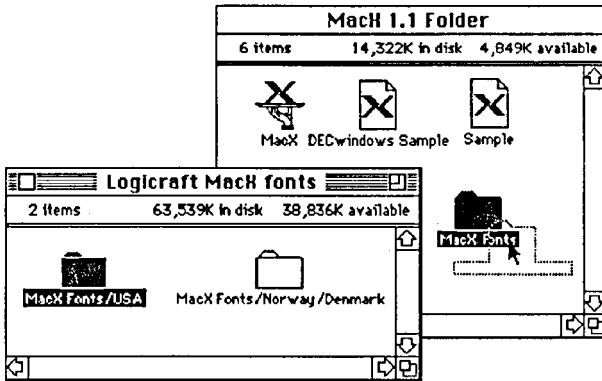 MacX 1.1 Folder
6 items 14,322K in disk 4,849K available
MacX DECwindows Sample Sample
MacX Fonts
Logicraft MacX fonts
2 items 63,539K in disk 38,836K available
MacX Fonts/USA MacX Fonts/Norway/Denmark